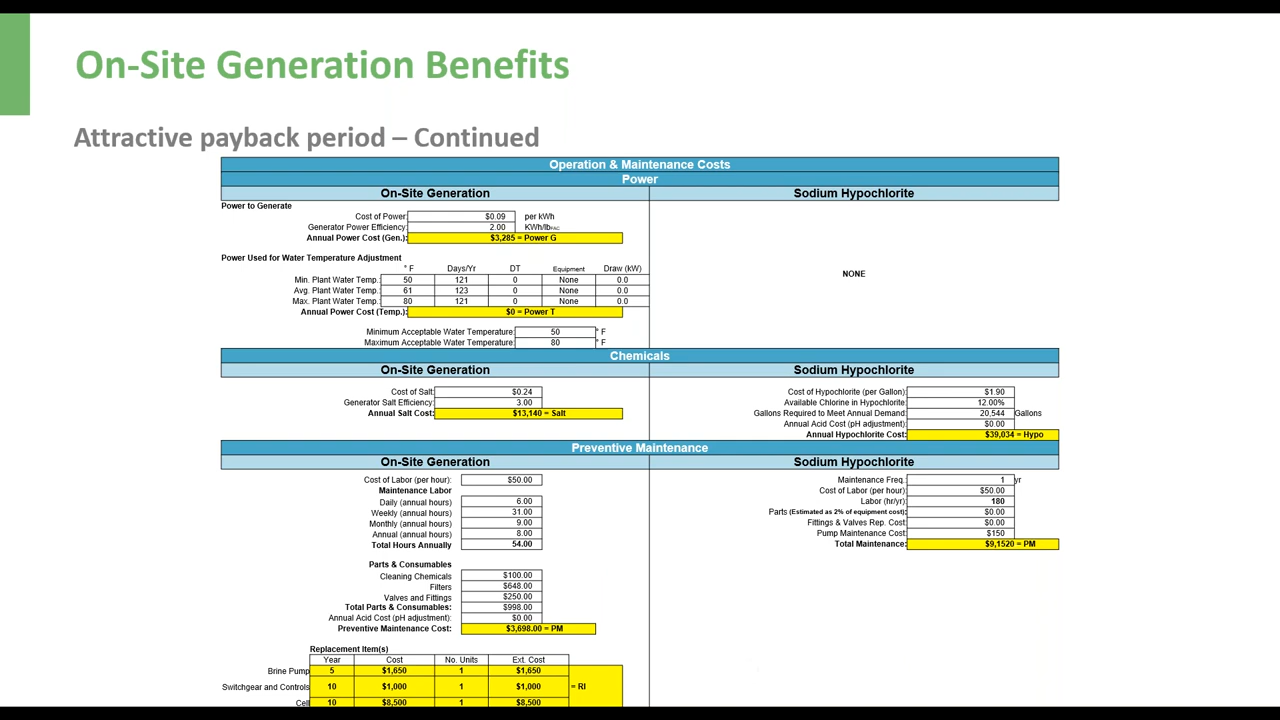 On-Site Generation Benefits
Attractive payback period – Continued
Operation & Maintenance Costs
Power
On-Site Generation Sodium Hypochlorite
Power to Generate
Cost of Power: $0.09 per kWh
Generator Power Efficiency: 2.00 KWh/lbFAC
Annual Power Cost (Gen.): $3,285 = Power G
Power Used for Water Temperature Adjustment
° F Days/Yr DT Equipment Draw (kW)
NONE
Min. Plant Water Temp.: 50 121 0 None 0.0
Avg. Plant Water Temp.: 61 123 0 None 0.0
Max. Plant Water Temp.: 80 121 0 None 0.0
Annual Power Cost (Temp.): $0 = Power T
Minimum Acceptable Water Temperature: 50 ° F
Maximum Acceptable Water Temperature: 80 ° F
Chemicals
On-Site Generation Sodium Hypochlorite
Cost of Salt: $0.24 Cost of Hypochlorite (per Gallon): $1.90
Generator Salt Efficiency: 3.00 Available Chlorine in Hypochlorite: 12.00%
Annual Salt Cost: $13,140 = Salt Gallons Required to Meet Annual Demand: 20,544 Gallons
Annual Acid Cost (pH adjustment): $0.00
Annual Hypochlorite Cost: $39,034 = Hypo
Preventive Maintenance
On-Site Generation Sodium Hypochlorite
Cost of Labor (per hour): $50.00 Maintenance Freq.: 1 yr
Maintenance Labor Cost of Labor (per hour): $50.00
Daily (annual hours) 6.00 Labor (hr/yr): 180
Weekly (annual hours) 31.00 Parts (Estimated as 2% of equipment cost): $0.00
Monthly (annual hours) 9.00 Fittings & Valves Rep. Cost: $0.00
Annual (annual hours) 8.00 Pump Maintenance Cost: $150
Total Hours Annually 54.00 Total Maintenance: $9,1520 = PM
Parts & Consumables
Cleaning Chemicals $100.00
Filters $648.00
Valves and Fittings $250.00
Total Parts & Consumables: $998.00
Annual Acid Cost (pH adjustment): $0.00
Preventive Maintenance Cost: $3,698.00 = PM
Replacement Item(s)
Year Cost No. Units Ext. Cost
Brine Pump 5 $1,650 1 $1,650
Switchgear and Controls 10 $1,000 1 $1,000 = RI
Cell 10 $8,500 1 $8,500